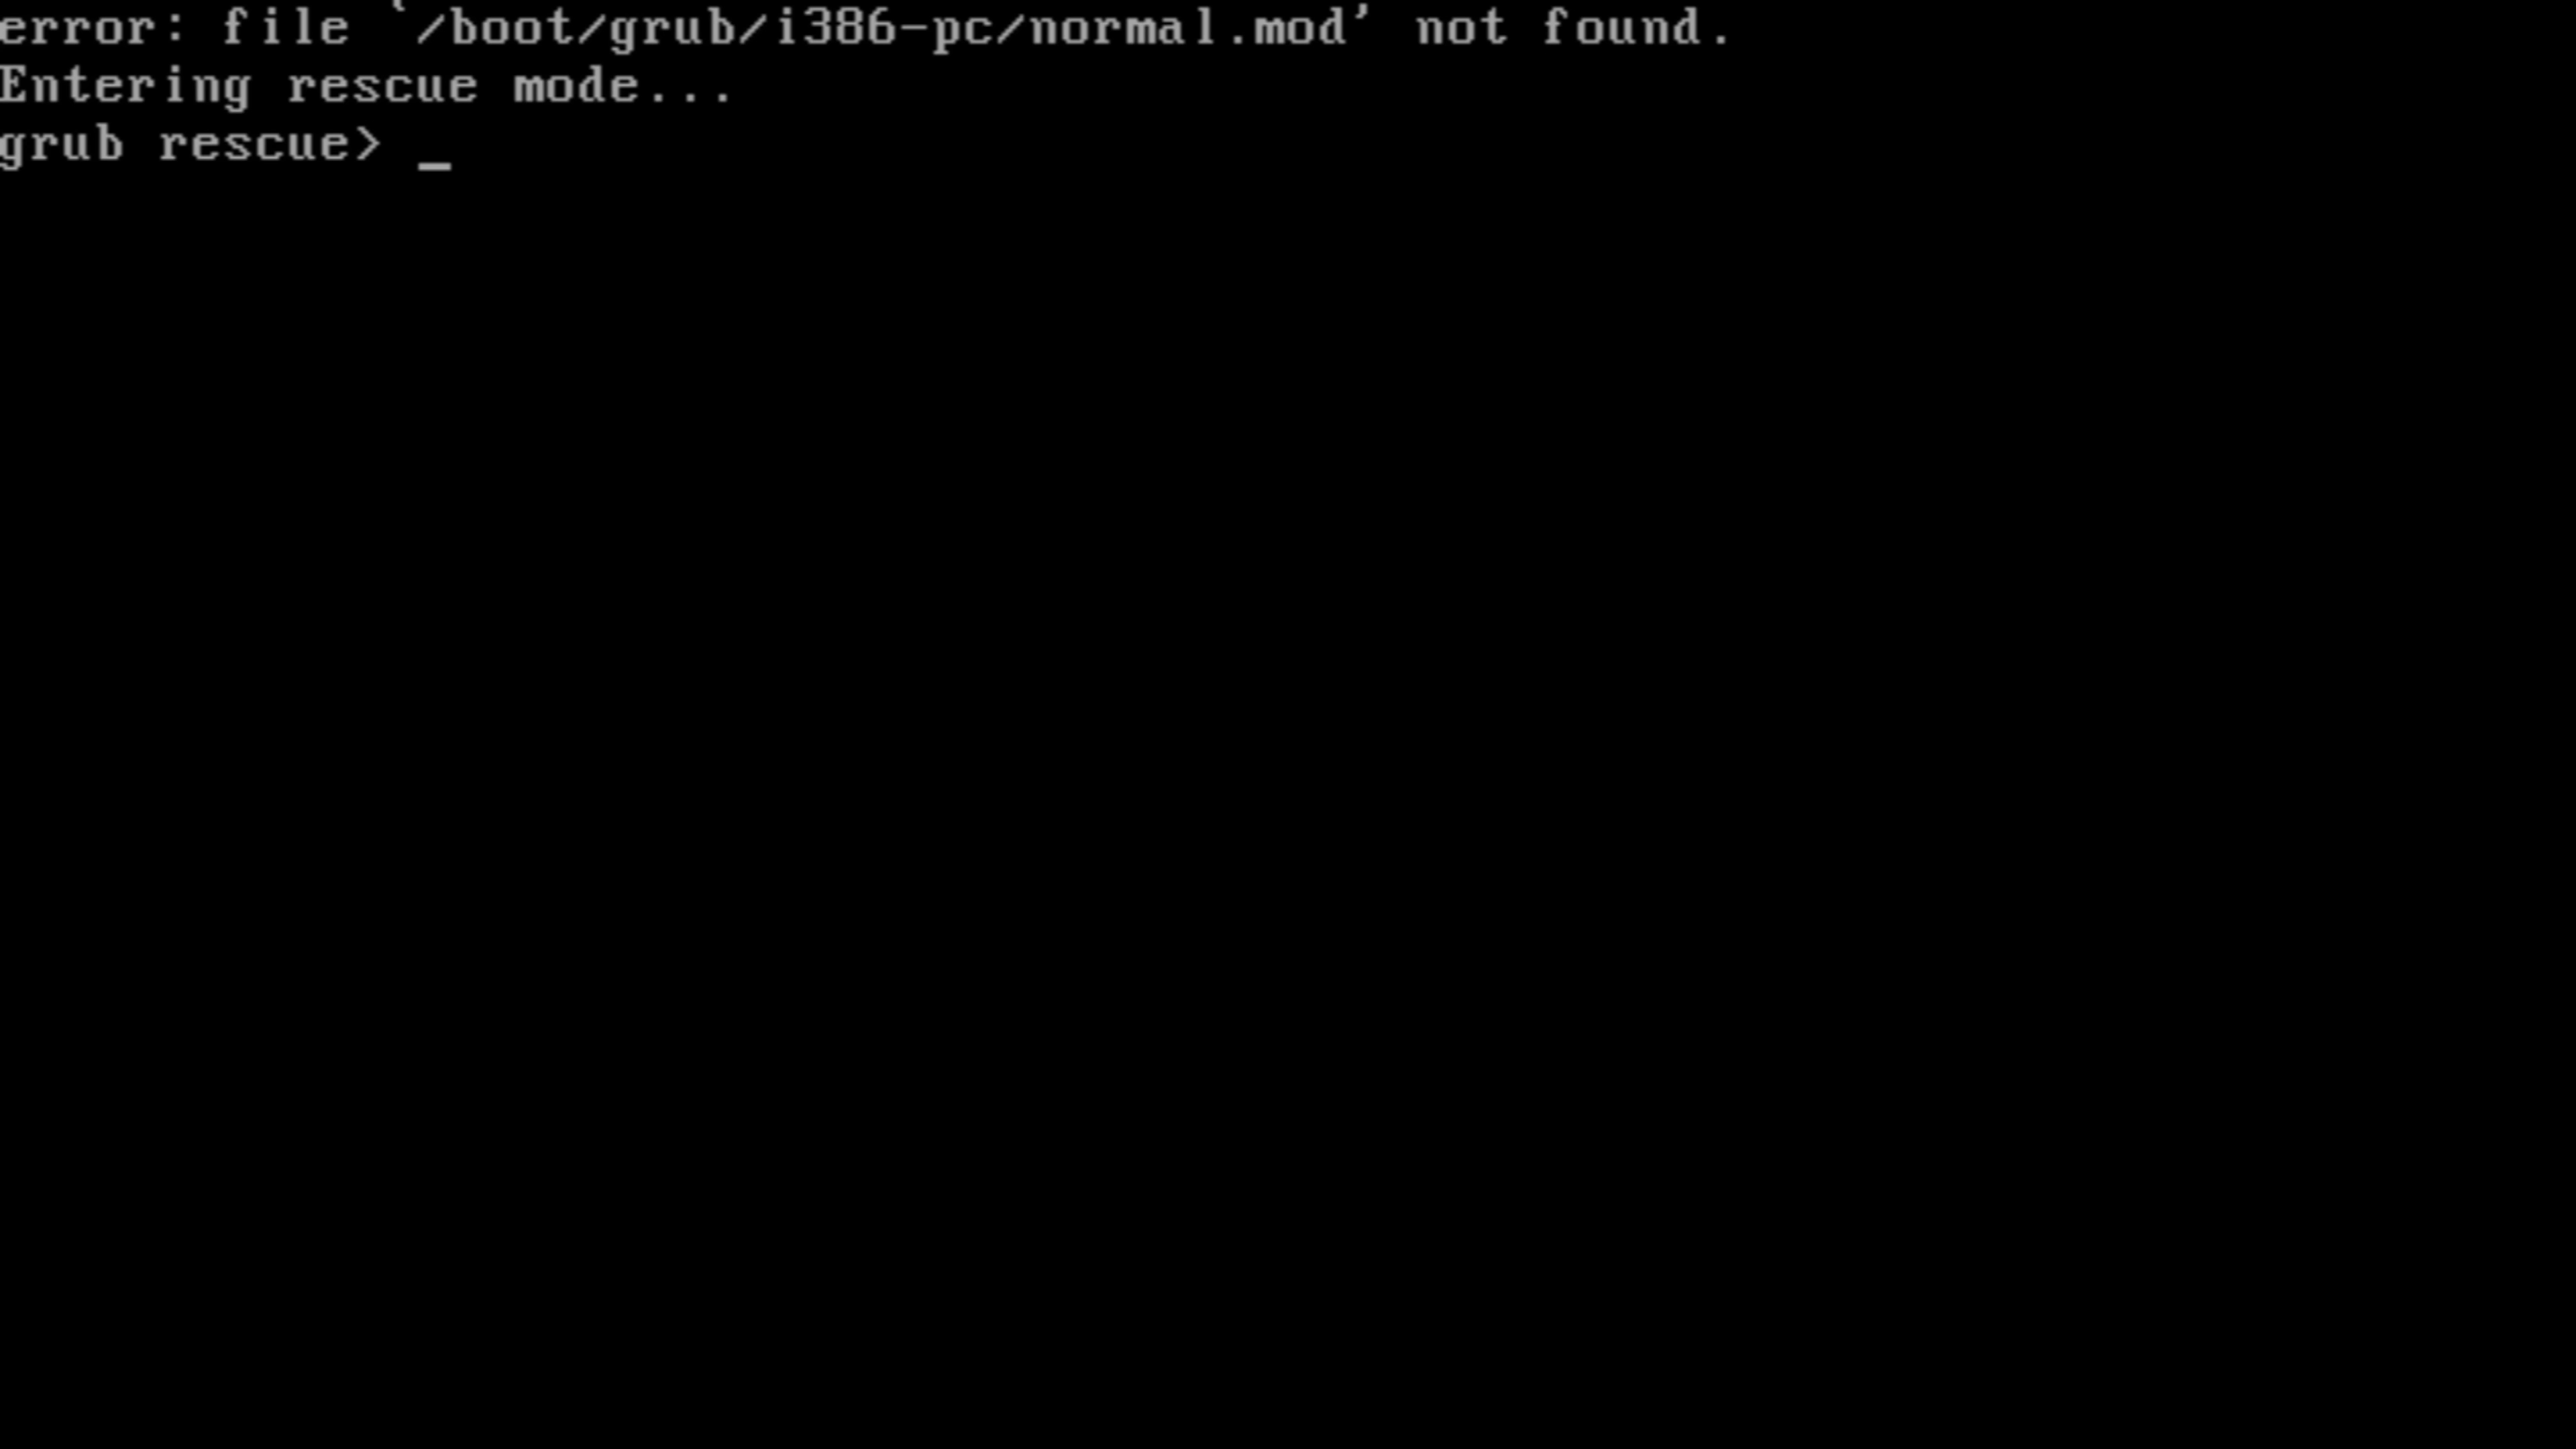 error: file `/boot/grub/i386-pc/normal.mod' not found.
Entering rescue mode...
grub rescue> _